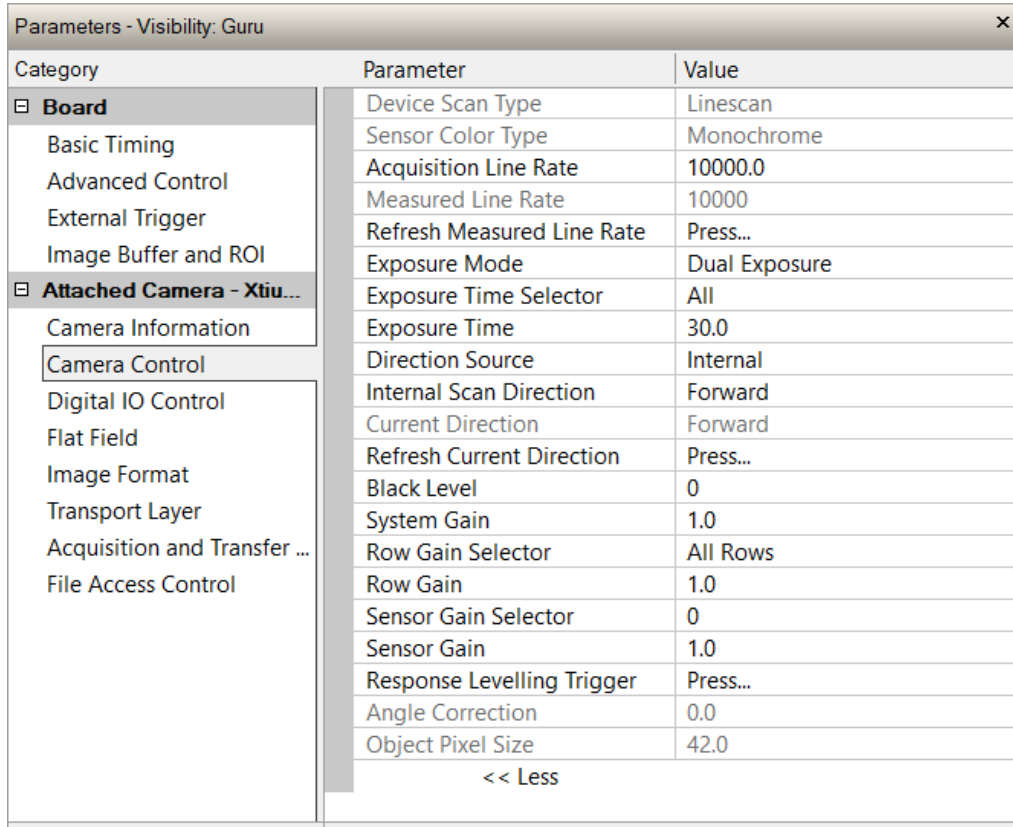 Parameters - Visibility: Guru
Category
Parameter Value
Board
Basic Timing
Advanced Control
External Trigger
Image Buffer and ROI
Attached Camera - Xtiu...
Camera Information
Camera Control
Digital IO Control
Flat Field
Image Format
Transport Layer
Acquisition and Transfer ...
File Access Control
Device Scan Type Linescan
Sensor Color Type Monochrome
Acquisition Line Rate 10000.0
Measured Line Rate 10000
Refresh Measured Line Rate Press...
Exposure Mode Dual Exposure
Exposure Time Selector All
Exposure Time 30.0
Direction Source Internal
Internal Scan Direction Forward
Current Direction Forward
Refresh Current Direction Press...
Black Level 0
System Gain 1.0
Row Gain Selector All Rows
Row Gain 1.0
Sensor Gain Selector 0
Sensor Gain 1.0
Response Levelling Trigger Press...
Angle Correction 0.0
Object Pixel Size 42.0
<< Less